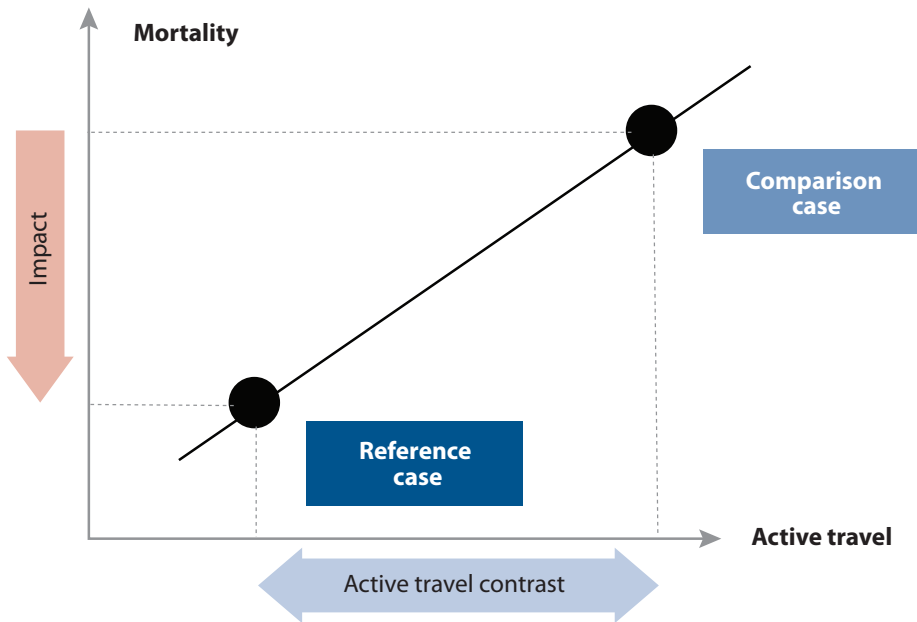 Mortality
Impact
Comparison
case
Reference
case
Active travel
Active travel contrast